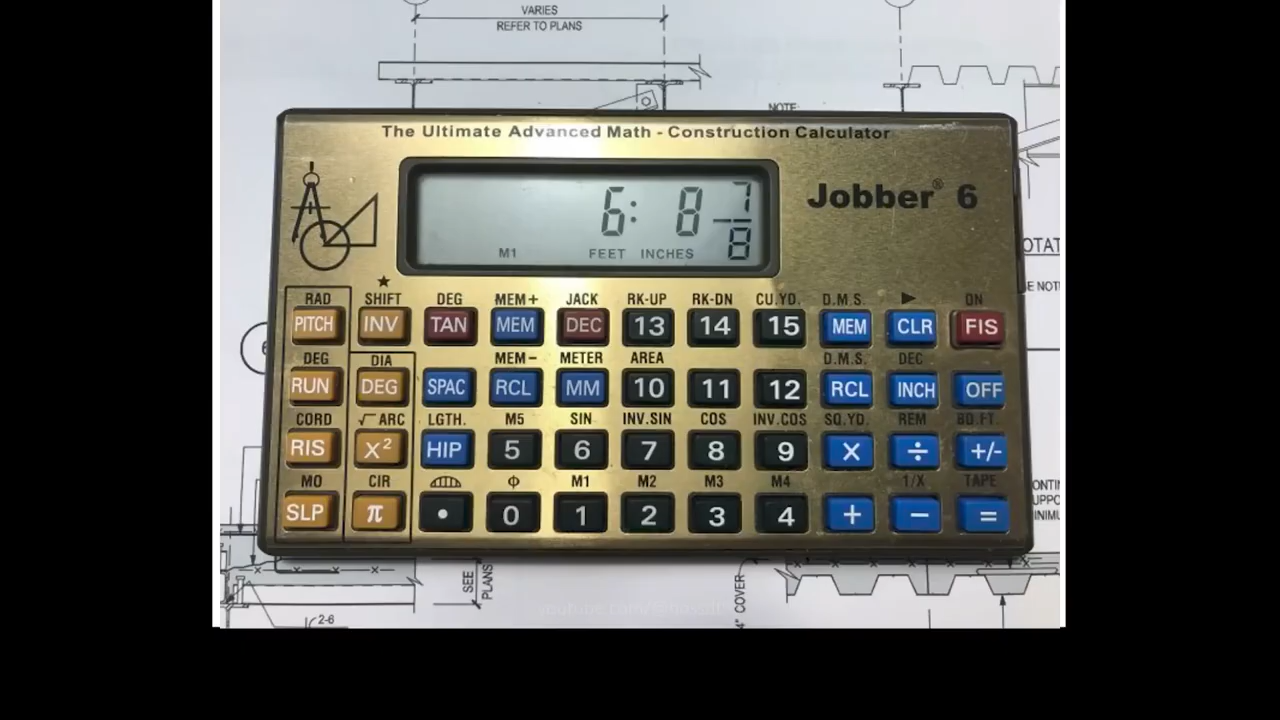 VARIES
REFER TO PLANS
NOTE:
The Ultimate Advanced Math - Construction Calculator
Jobber® 6
6: 8 7/8
M1 FEET INCHES
RAD SHIFT DEG MEM+ JACK RK-UP RK-DN CU.YD. D.M.S. ON
PITCH INV TAN MEM DEC 13 14 15 MEM CLR FIS
DEG DIA MEM- METER AREA D.M.S. DEC
RUN DEG SPAC RCL MM 10 11 12 RCL INCH OFF
CORD √ ARC LGTH. M5 SIN INV.SIN COS INV.COS SQ.YD. REM BD.FT.
RIS X² HIP 5 6 7 8 9 X ÷ +/-
MO CIR Φ M1 M2 M3 M4 1/X TAPE
SLP π • 0 1 2 3 4 + − =
SEE
PLANS
4" COVER
2-6